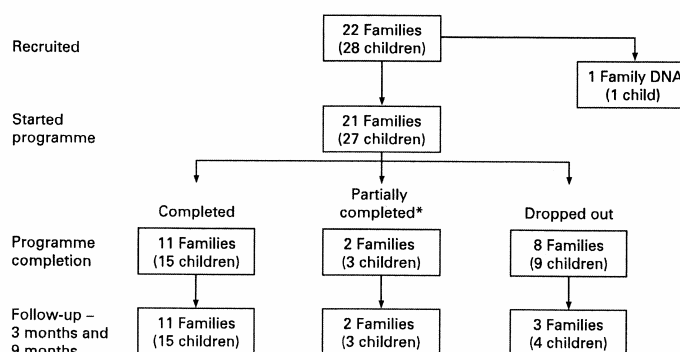 22 Families
(28 children)
Recruited
1 Family DNA
(1 child)
Started
programme
21 Families
(27 children)
Completed
Partially
completed*
Dropped out
Programme
completion
11 Families
(15 children)
2 Families
(3 children)
8 Families
(9 children)
Follow-up –
3 months and
9 months
11 Families
(15 children)
2 Families
(3 children)
3 Families
(4 children)